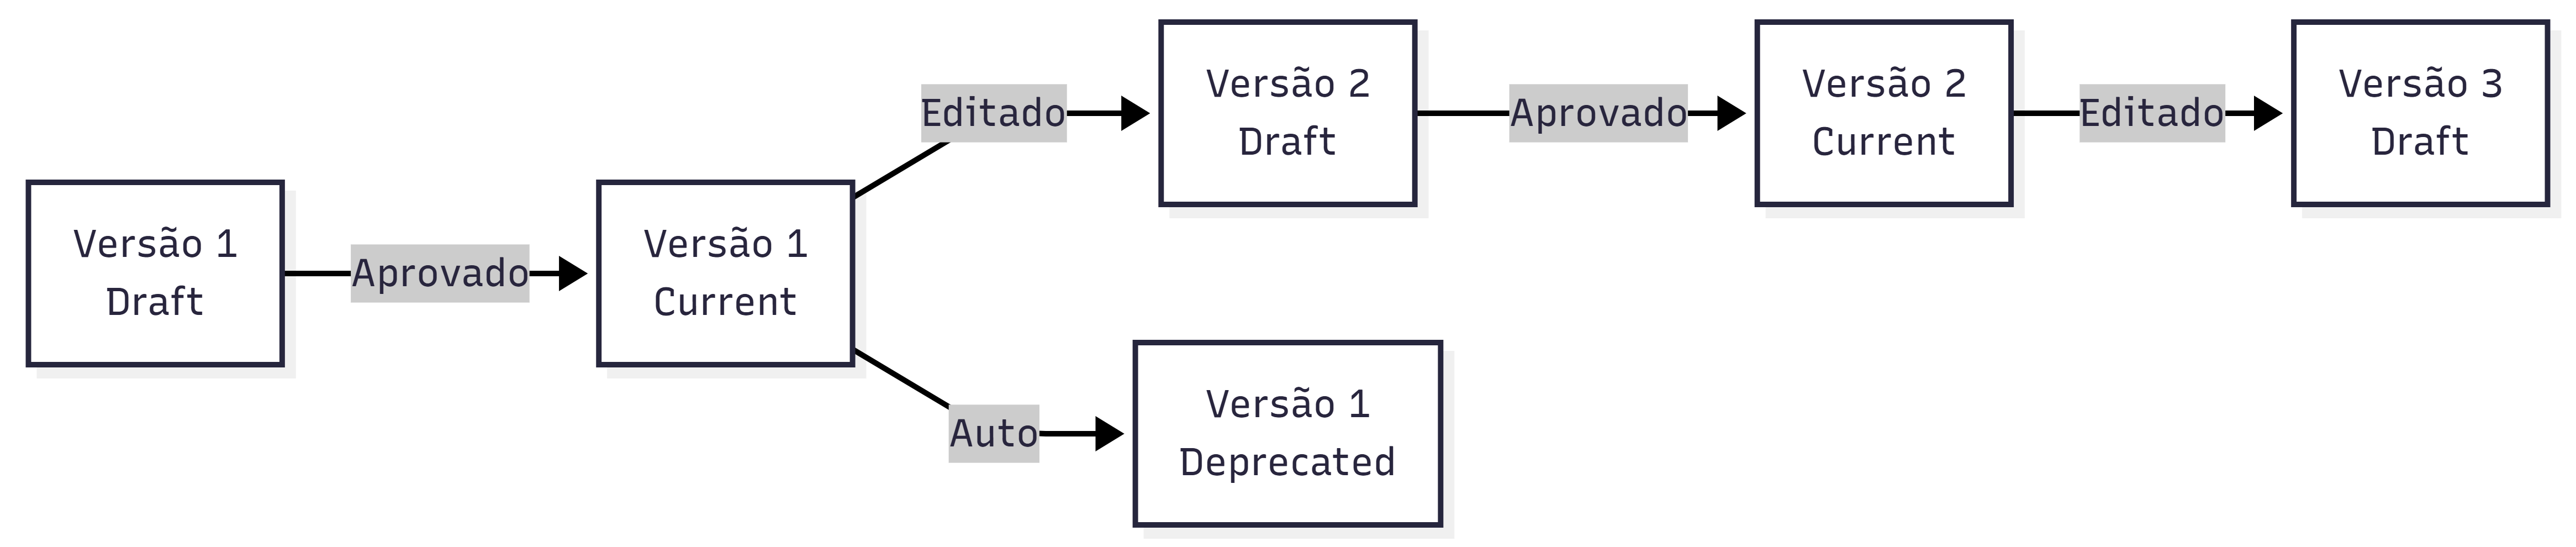 Versão 1
Draft
Aprovado
Versão 1
Current
Editado
Versão 2
Draft
Aprovado
Versão 2
Current
Editado
Versão 3
Draft
Auto
Versão 1
Deprecated